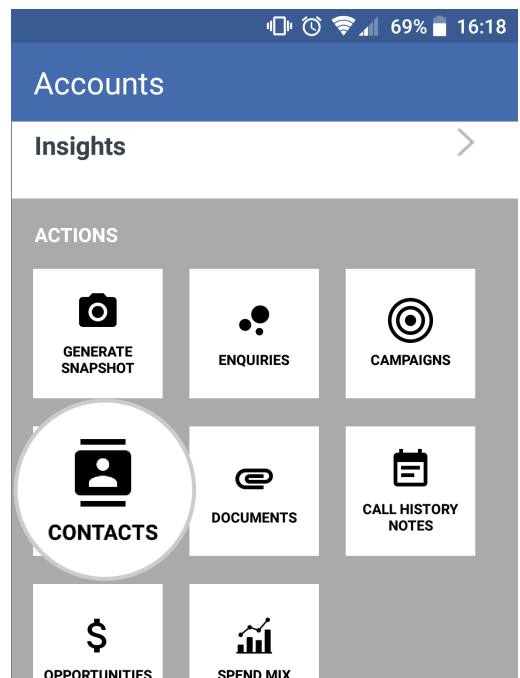 69% 16:18
Accounts
Insights
ACTIONS
GENERATE
SNAPSHOT
ENQUIRIES
CAMPAIGNS
CONTACTS
DOCUMENTS
CALL HISTORY
NOTES
OPPORTUNITIES
SPEND MIX